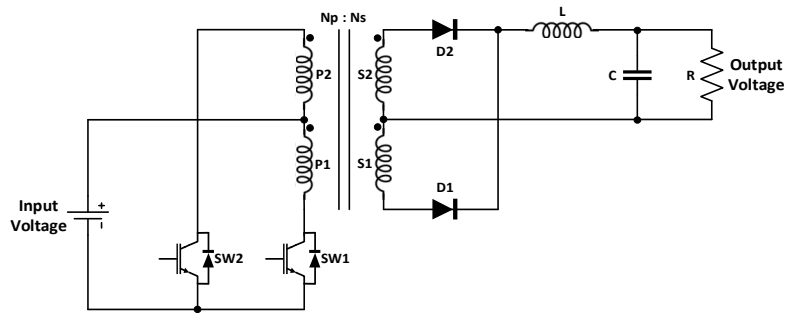 Np : Ns
L
D2
P2
S2
C
R
Output
Voltage
P1
S1
D1
Input
Voltage
+
SW2
SW1